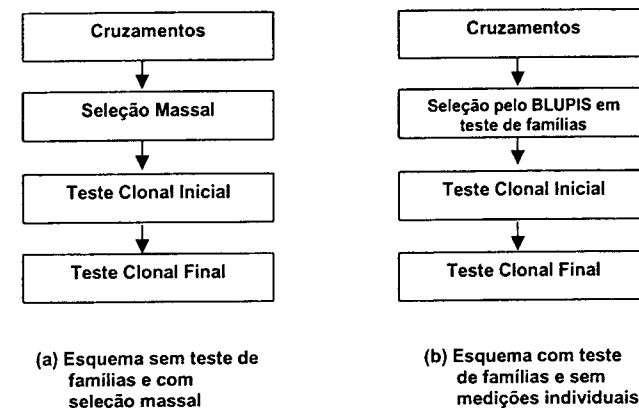 Cruzamentos
Seleção Massal
Teste Clonal Inicial
Teste Clonal Final
(a) Esquema sem teste de
famílias e com
seleção massal
Cruzamentos
Seleção pelo BLUPIS em
teste de famílias
Teste Clonal Inicial
Teste Clonal Final
(b) Esquema com teste
de famílias e sem
medições individuais